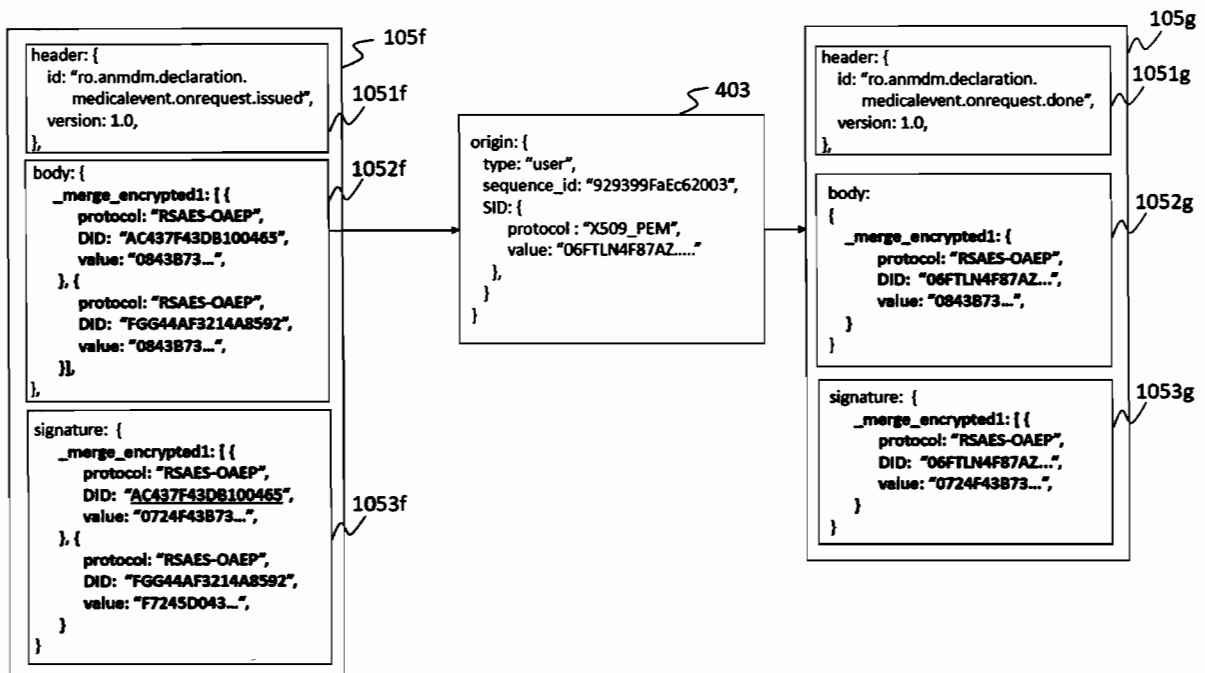 105f
header: {
id: "ro.anmdm.declaration.
medicalevent.onrequest.issued",
version: 1.0,
},
1051f
body: {
_merge_encrypted1: [ {
protocol: "RSAES-OAEP",
DID: "AC437F43DB100465",
value: "0843B73...",
}, {
protocol: "RSAES-OAEP",
DID: "FGG44AF3214A8592",
value: "0843B73...",
}],
},
1052f
signature: {
_merge_encrypted1: [ {
protocol: "RSAES-OAEP",
DID: "AC437F43DB100465",
value: "0724F43B73...",
}, {
protocol: "RSAES-OAEP",
DID: "FGG44AF3214A8592",
value: "F7245D043...",
}
}
1053f
403
origin: {
type: "user",
sequence_id: "929399FaEc62003",
SID: {
protocol : "X509_PEM",
value: "06FTLN4F87AZ.....
},
}
}
105g
header: {
id: "ro.anmdm.declaration.
medicalevent.onrequest.done",
version: 1.0,
},
1051g
body:
{
_merge_encrypted1: {
protocol: "RSAES-OAEP",
DID: "06FTLN4F87AZ...",
value: "0843B73...",
}
}
1052g
signature: {
_merge_encrypted1: [ {
protocol: "RSAES-OAEP",
DID: "06FTLN4F87AZ...",
value: "0724F43B73...",
}
}
1053g